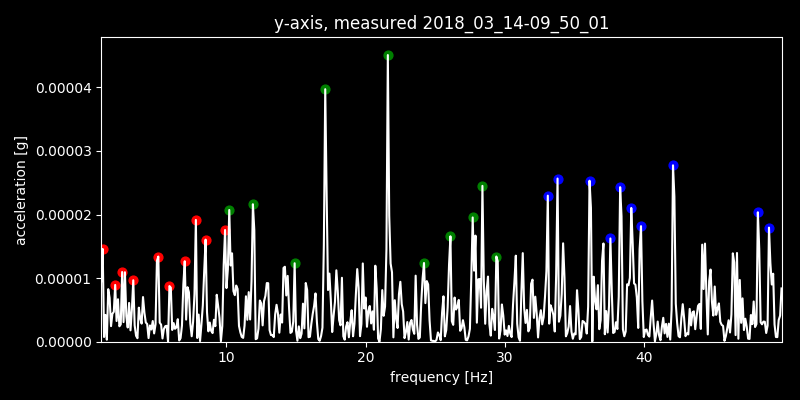 y-axis, measured 2018_03_14-09_50_01
acceleration [g]
0.00004
0.00003
0.00002
0.00001
0.00000
10 20 30 40
frequency [Hz]